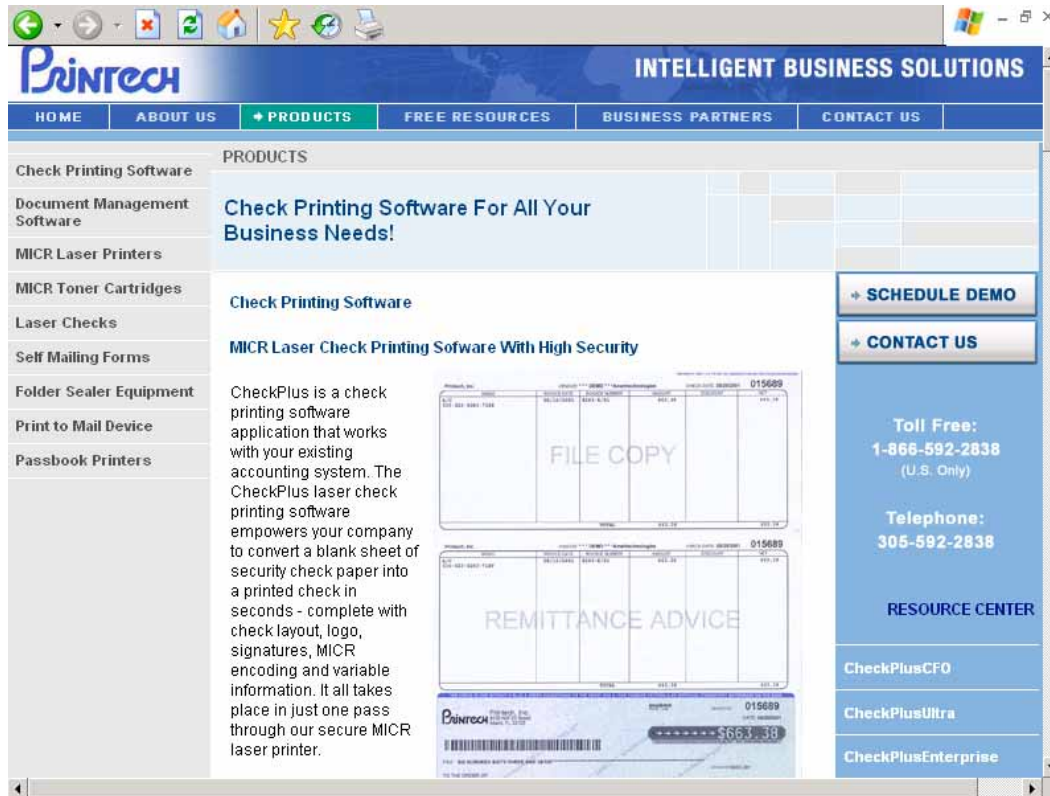 PRINTECH
INTELLIGENT BUSINESS SOLUTIONS
HOME
ABOUT US
PRODUCTS
FREE RESOURCES
BUSINESS PARTNERS
CONTACT US
Check Printing Software
Document Management
Software
MICR Laser Printers
MICR Toner Cartridges
Laser Checks
Self Mailing Forms
Folder Sealer Equipment
Print to Mail Device
Passbook Printers
PRODUCTS
Check Printing Software For All Your
Business Needs!
Check Printing Software
MICR Laser Check Printing Sofware With High Security
CheckPlus is a check
printing software
application that works
with your existing
accounting system. The
CheckPlus laser check
printing software
empowers your company
to convert a blank sheet of
security check paper into
a printed check in
seconds - complete with
check layout, logo,
signatures, MICR
encoding and variable
information. It all takes
place in just one pass
through our secure MICR
laser printer.
015689
FILE COPY
TOTAL
015689
REMITTANCE ADVICE
TOTAL
PRINTECH
015689
$663.38
SCHEDULE DEMO
CONTACT US
Toll Free:
1-866-592-2838
(U.S. Only)
Telephone:
305-592-2838
RESOURCE CENTER
CheckPlusCFO
CheckPlusUltra
CheckPlusEnterprise